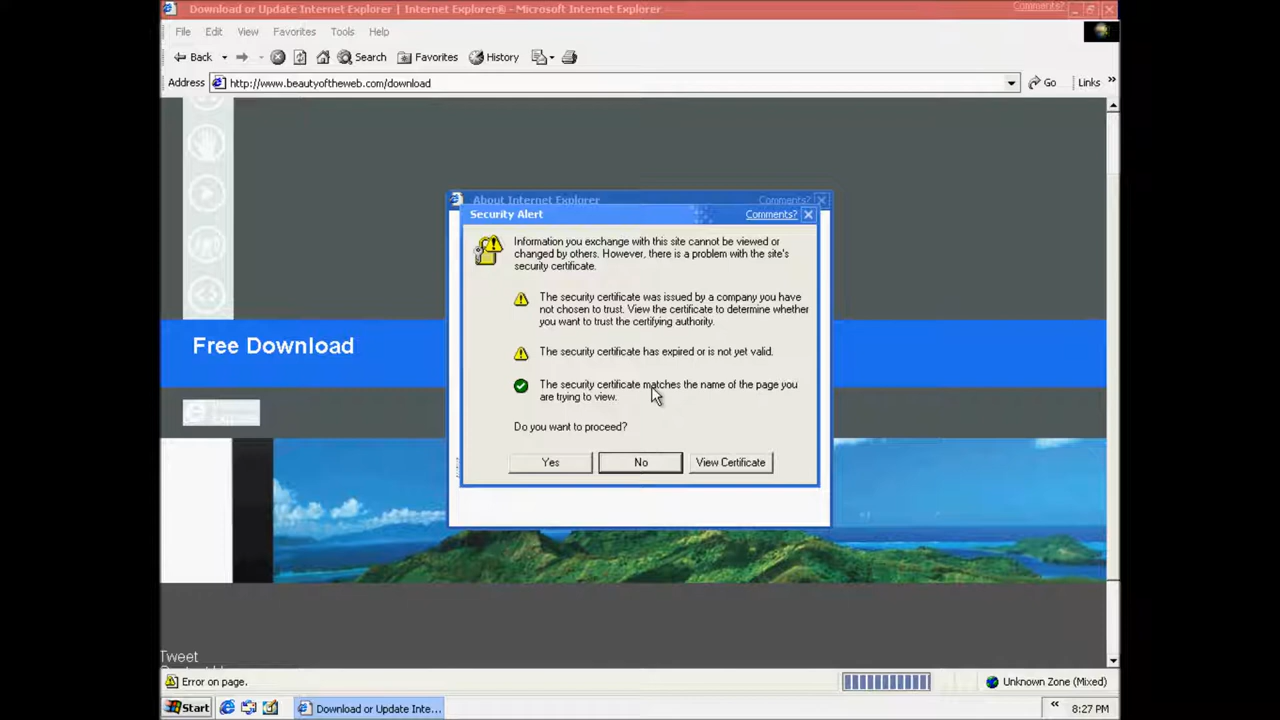 Download or Update Internet Explorer | Internet Explorer® - Microsoft Internet Explorer
Comments?
File Edit View Favorites Tools Help
Back Search Favorites History
Address http://www.beautyoftheweb.com/download Go Links »
About Internet Explorer Comments?
Security Alert Comments?
Information you exchange with this site cannot be viewed or
changed by others. However, there is a problem with the site's
security certificate.
The security certificate was issued by a company you have
not chosen to trust. View the certificate to determine whether
you want to trust the certifying authority.
The security certificate has expired or is not yet valid.
The security certificate matches the name of the page you
are trying to view.
Do you want to proceed?
Yes No View Certificate
Free Download
Tweet
Error on page. Unknown Zone (Mixed)
Start Download or Update Inte... « 8:27 PM